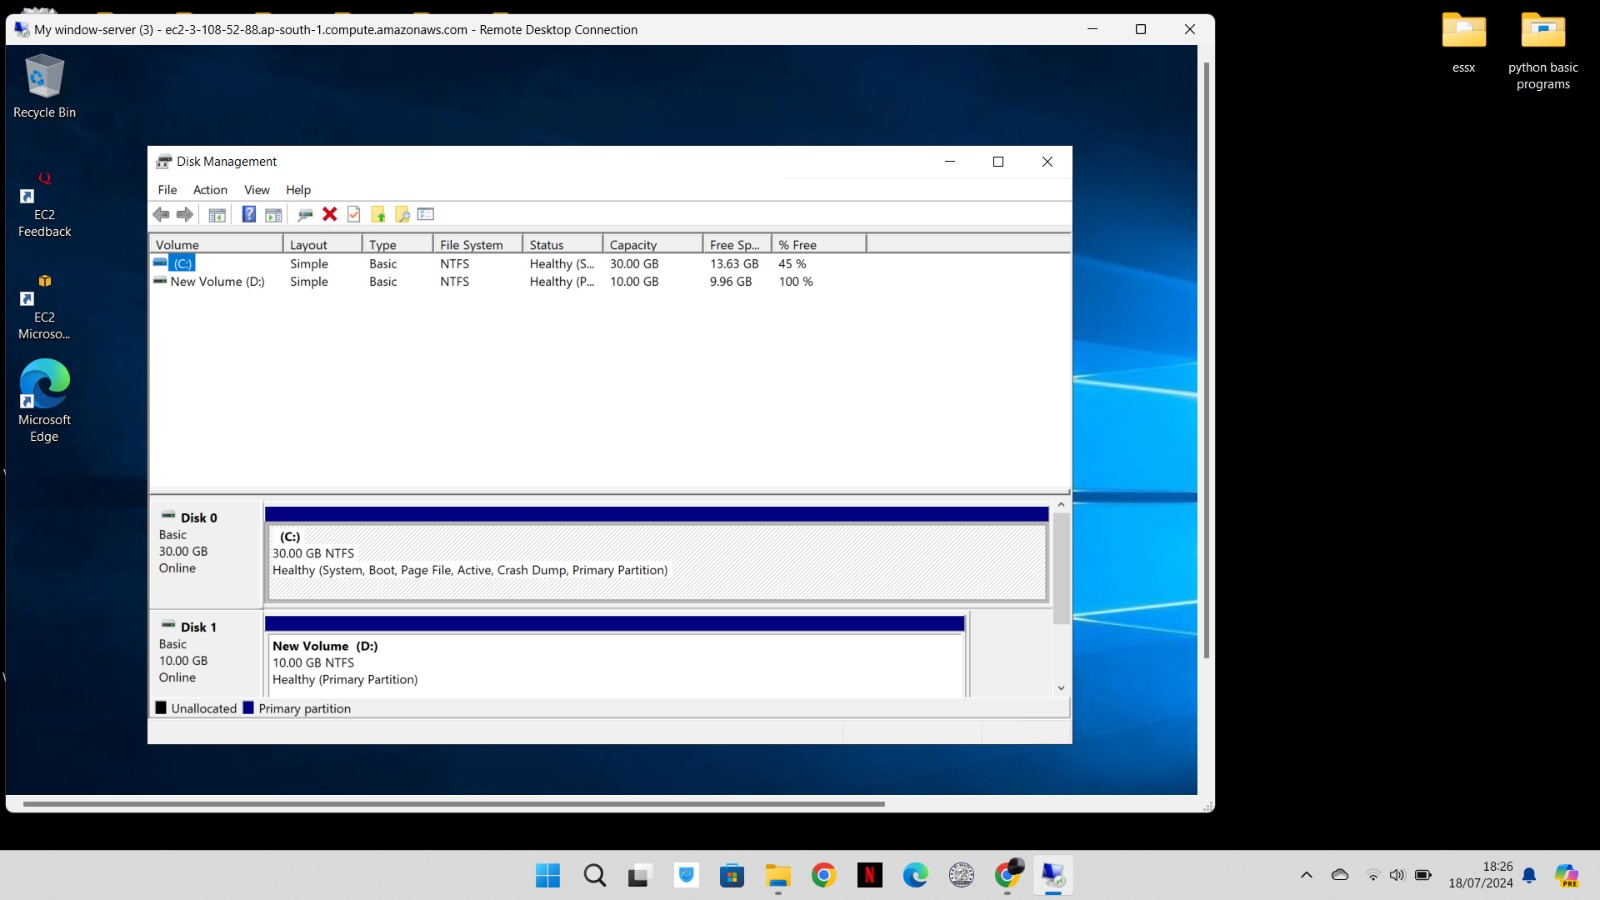 My window-server (3) - ec2-3-108-52-88.ap-south-1.compute.amazonaws.com - Remote Desktop Connection
essx
python basic
programs
Recycle Bin
EC2
Feedback
EC2
Microso...
Microsoft
Edge
Disk Management
File Action View Help
Volume Layout Type File System Status Capacity Free Sp... % Free
(C:) Simple Basic NTFS Healthy (S... 30.00 GB 13.63 GB 45 %
New Volume (D:) Simple Basic NTFS Healthy (P... 10.00 GB 9.96 GB 100 %
Disk 0
Basic
30.00 GB
Online
(C:)
30.00 GB NTFS
Healthy (System, Boot, Page File, Active, Crash Dump, Primary Partition)
Disk 1
Basic
10.00 GB
Online
New Volume (D:)
10.00 GB NTFS
Healthy (Primary Partition)
Unallocated Primary partition
18:26
18/07/2024
PRE